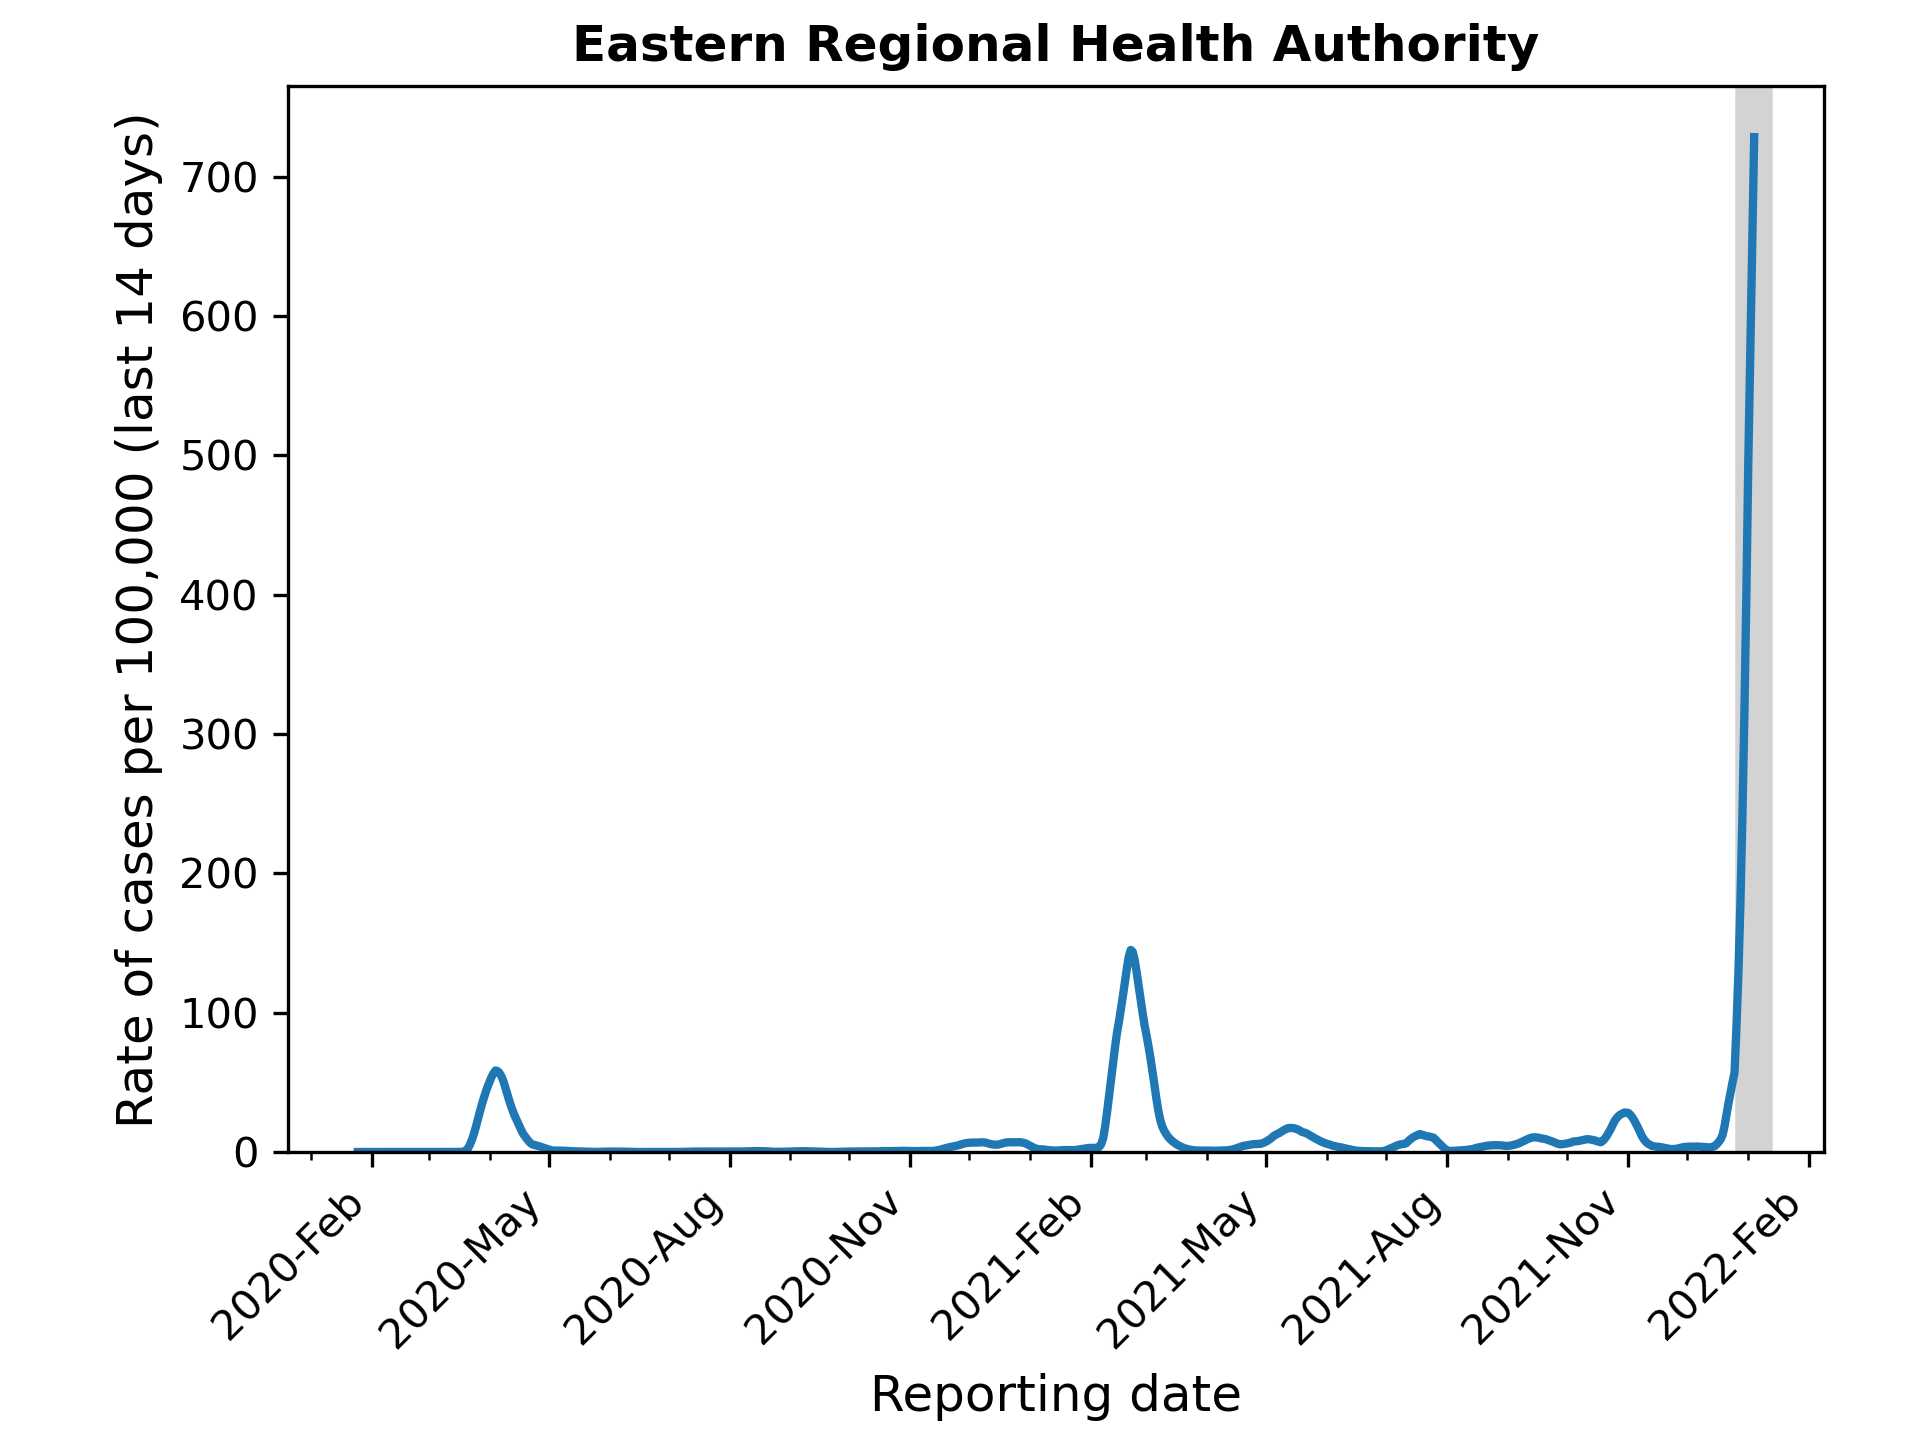 Eastern Regional Health Authority
Rate of cases per 100,000 (last 14 days)
700
600
500
400
300
200
100
0
2020-Feb
2020-May
2020-Aug
2020-Nov
2021-Feb
2021-May
2021-Aug
2021-Nov
2022-Feb
Reporting date